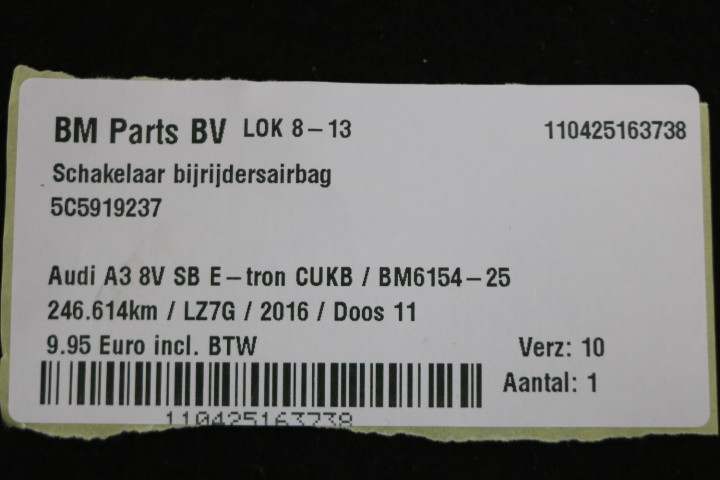 BM Parts BV LOK 8-13 110425163738
Schakelaar bijrijdersairbag
5C5919237
Audi A3 8V SB E-tron CUKB / BM6154-25
246.614km / LZ7G / 2016 / Doos 11
9.95 Euro incl. BTW Verz: 10
Aantal: 1
110425163738